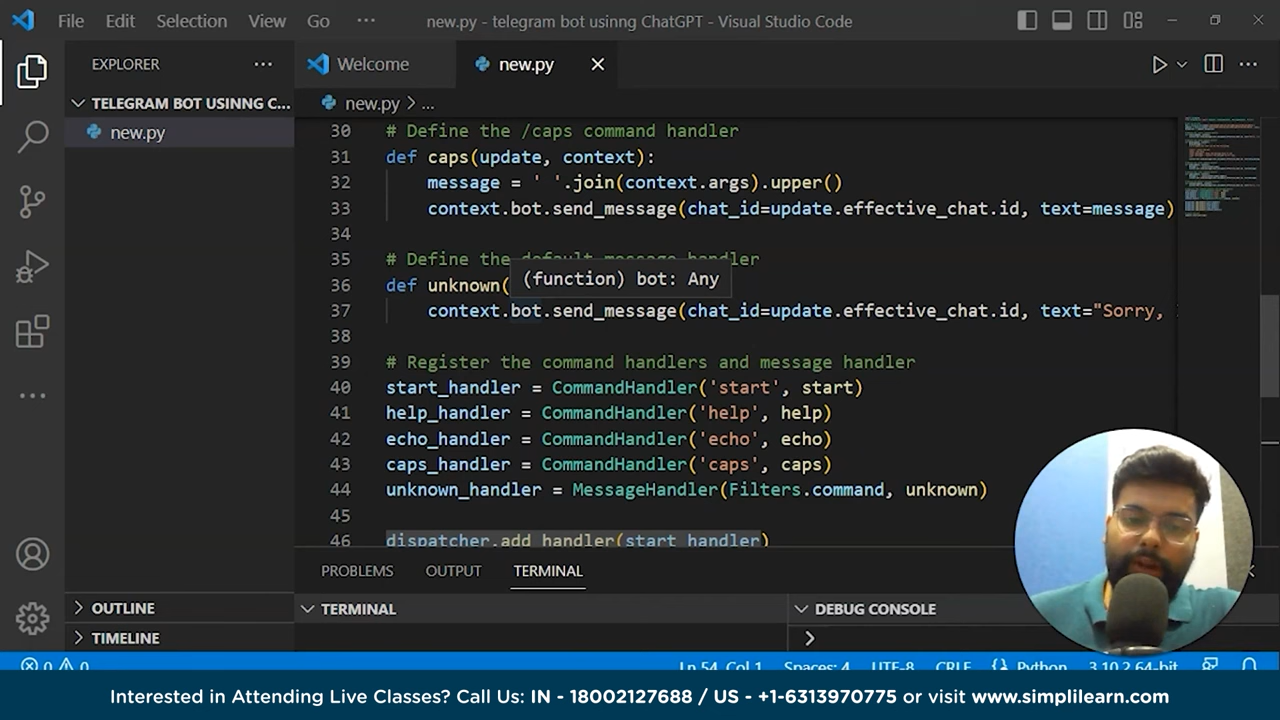 File Edit Selection View Go ··· new.py - telegram bot usinng ChatGPT - Visual Studio Code
EXPLORER ···
Welcome
new.py
TELEGRAM BOT USINNG C...
new.py
new.py > ...
30 # Define the /caps command handler
31 def caps(update, context):
32 message = ' '.join(context.args).upper()
33 context.bot.send_message(chat_id=update.effective_chat.id, text=message)
34
35 # Define the default message handler
36 def unknown(
(function) bot: Any
37 context.bot.send_message(chat_id=update.effective_chat.id, text="Sorry,
38
39 # Register the command handlers and message handler
40 start_handler = CommandHandler('start', start)
41 help_handler = CommandHandler('help', help)
42 echo_handler = CommandHandler('echo', echo)
43 caps_handler = CommandHandler('caps', caps)
44 unknown_handler = MessageHandler(Filters.command, unknown)
45
46 dispatcher.add_handler(start_handler)
PROBLEMS OUTPUT TERMINAL
OUTLINE
TIMELINE
TERMINAL
DEBUG CONSOLE
>
0 0 Ln 54, Col 1 Spaces: 4 UTF-8 CRLF Python 3.10.2 64-bit
Interested in Attending Live Classes? Call Us: IN - 18002127688 / US - +1-6313970775 or visit www.simplilearn.com